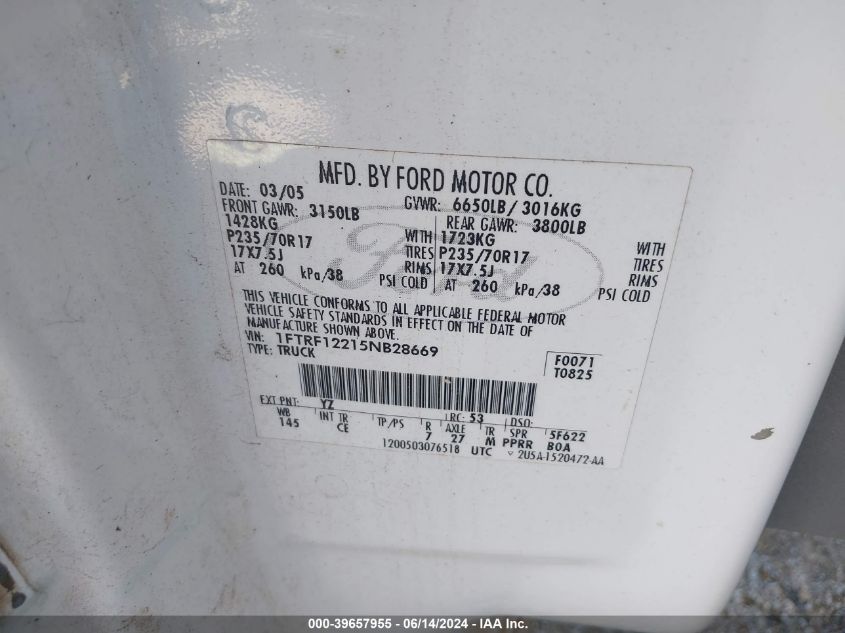 MFD. BY FORD MOTOR CO.
DATE: 03/05 GVWR: 6650LB / 3016KG
FRONT GAWR: 3150LB REAR GAWR: 3800LB
1428KG WITH 1723KG WITH
P235/70R17 TIRES P235/70R17 TIRES
17X7.5J RIMS 17X7.5J RIMS
AT 260 kPa/38 PSI COLD AT 260 kPa/38 PSI COLD
THIS VEHICLE CONFORMS TO ALL APPLICABLE FEDERAL MOTOR
VEHICLE SAFETY STANDARDS IN EFFECT ON THE DATE OF
MANUFACTURE SHOWN ABOVE.
VIN: 1FTRF12215NB28669
TYPE: TRUCK
F0071
T0825
EXT PNT: YZ RC: 53 DSO:
WB INT TR TP/PS R AXLE TR SPR 5F622
145 CE 7 27 M PPRR BOA
1200503076518 UTC 2U5A-1520472-AA
Ford
000-39657955 | 06/14/2024 - IAA, Inc.